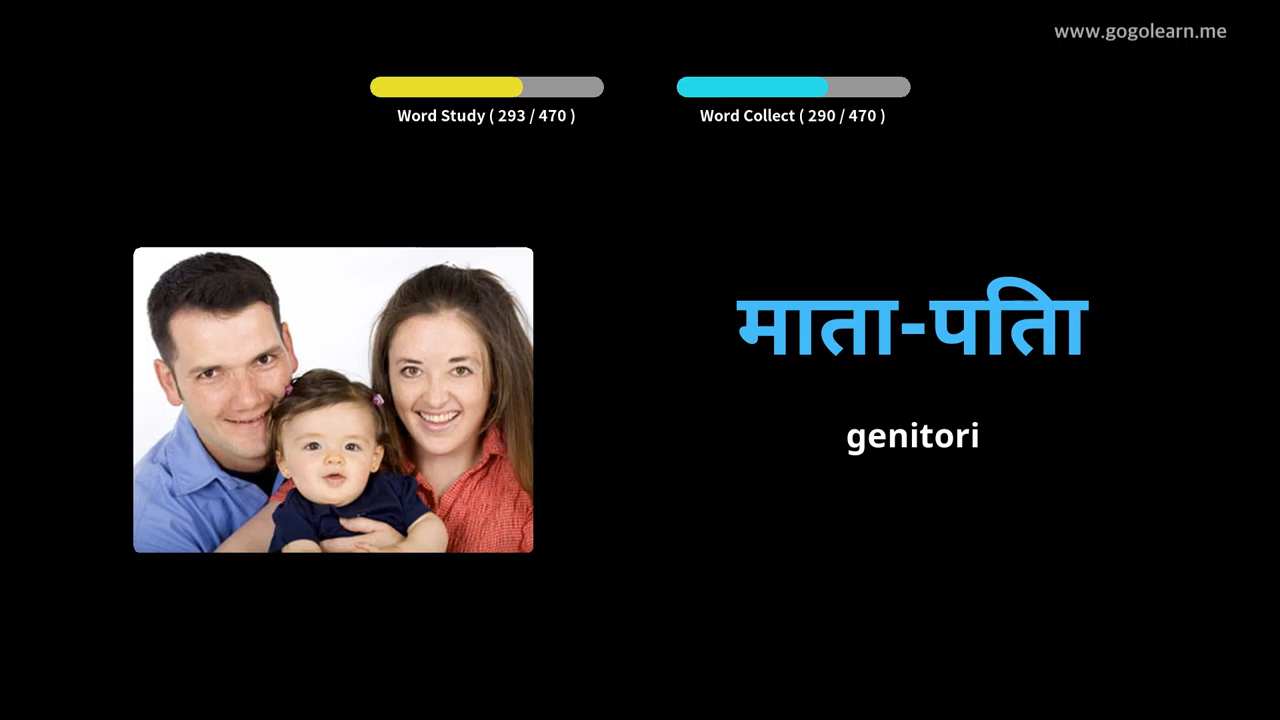 www.gogolearn.me
Word Study ( 293 / 470 )
Word Collect ( 290 / 470 )
माता-पिता
genitori